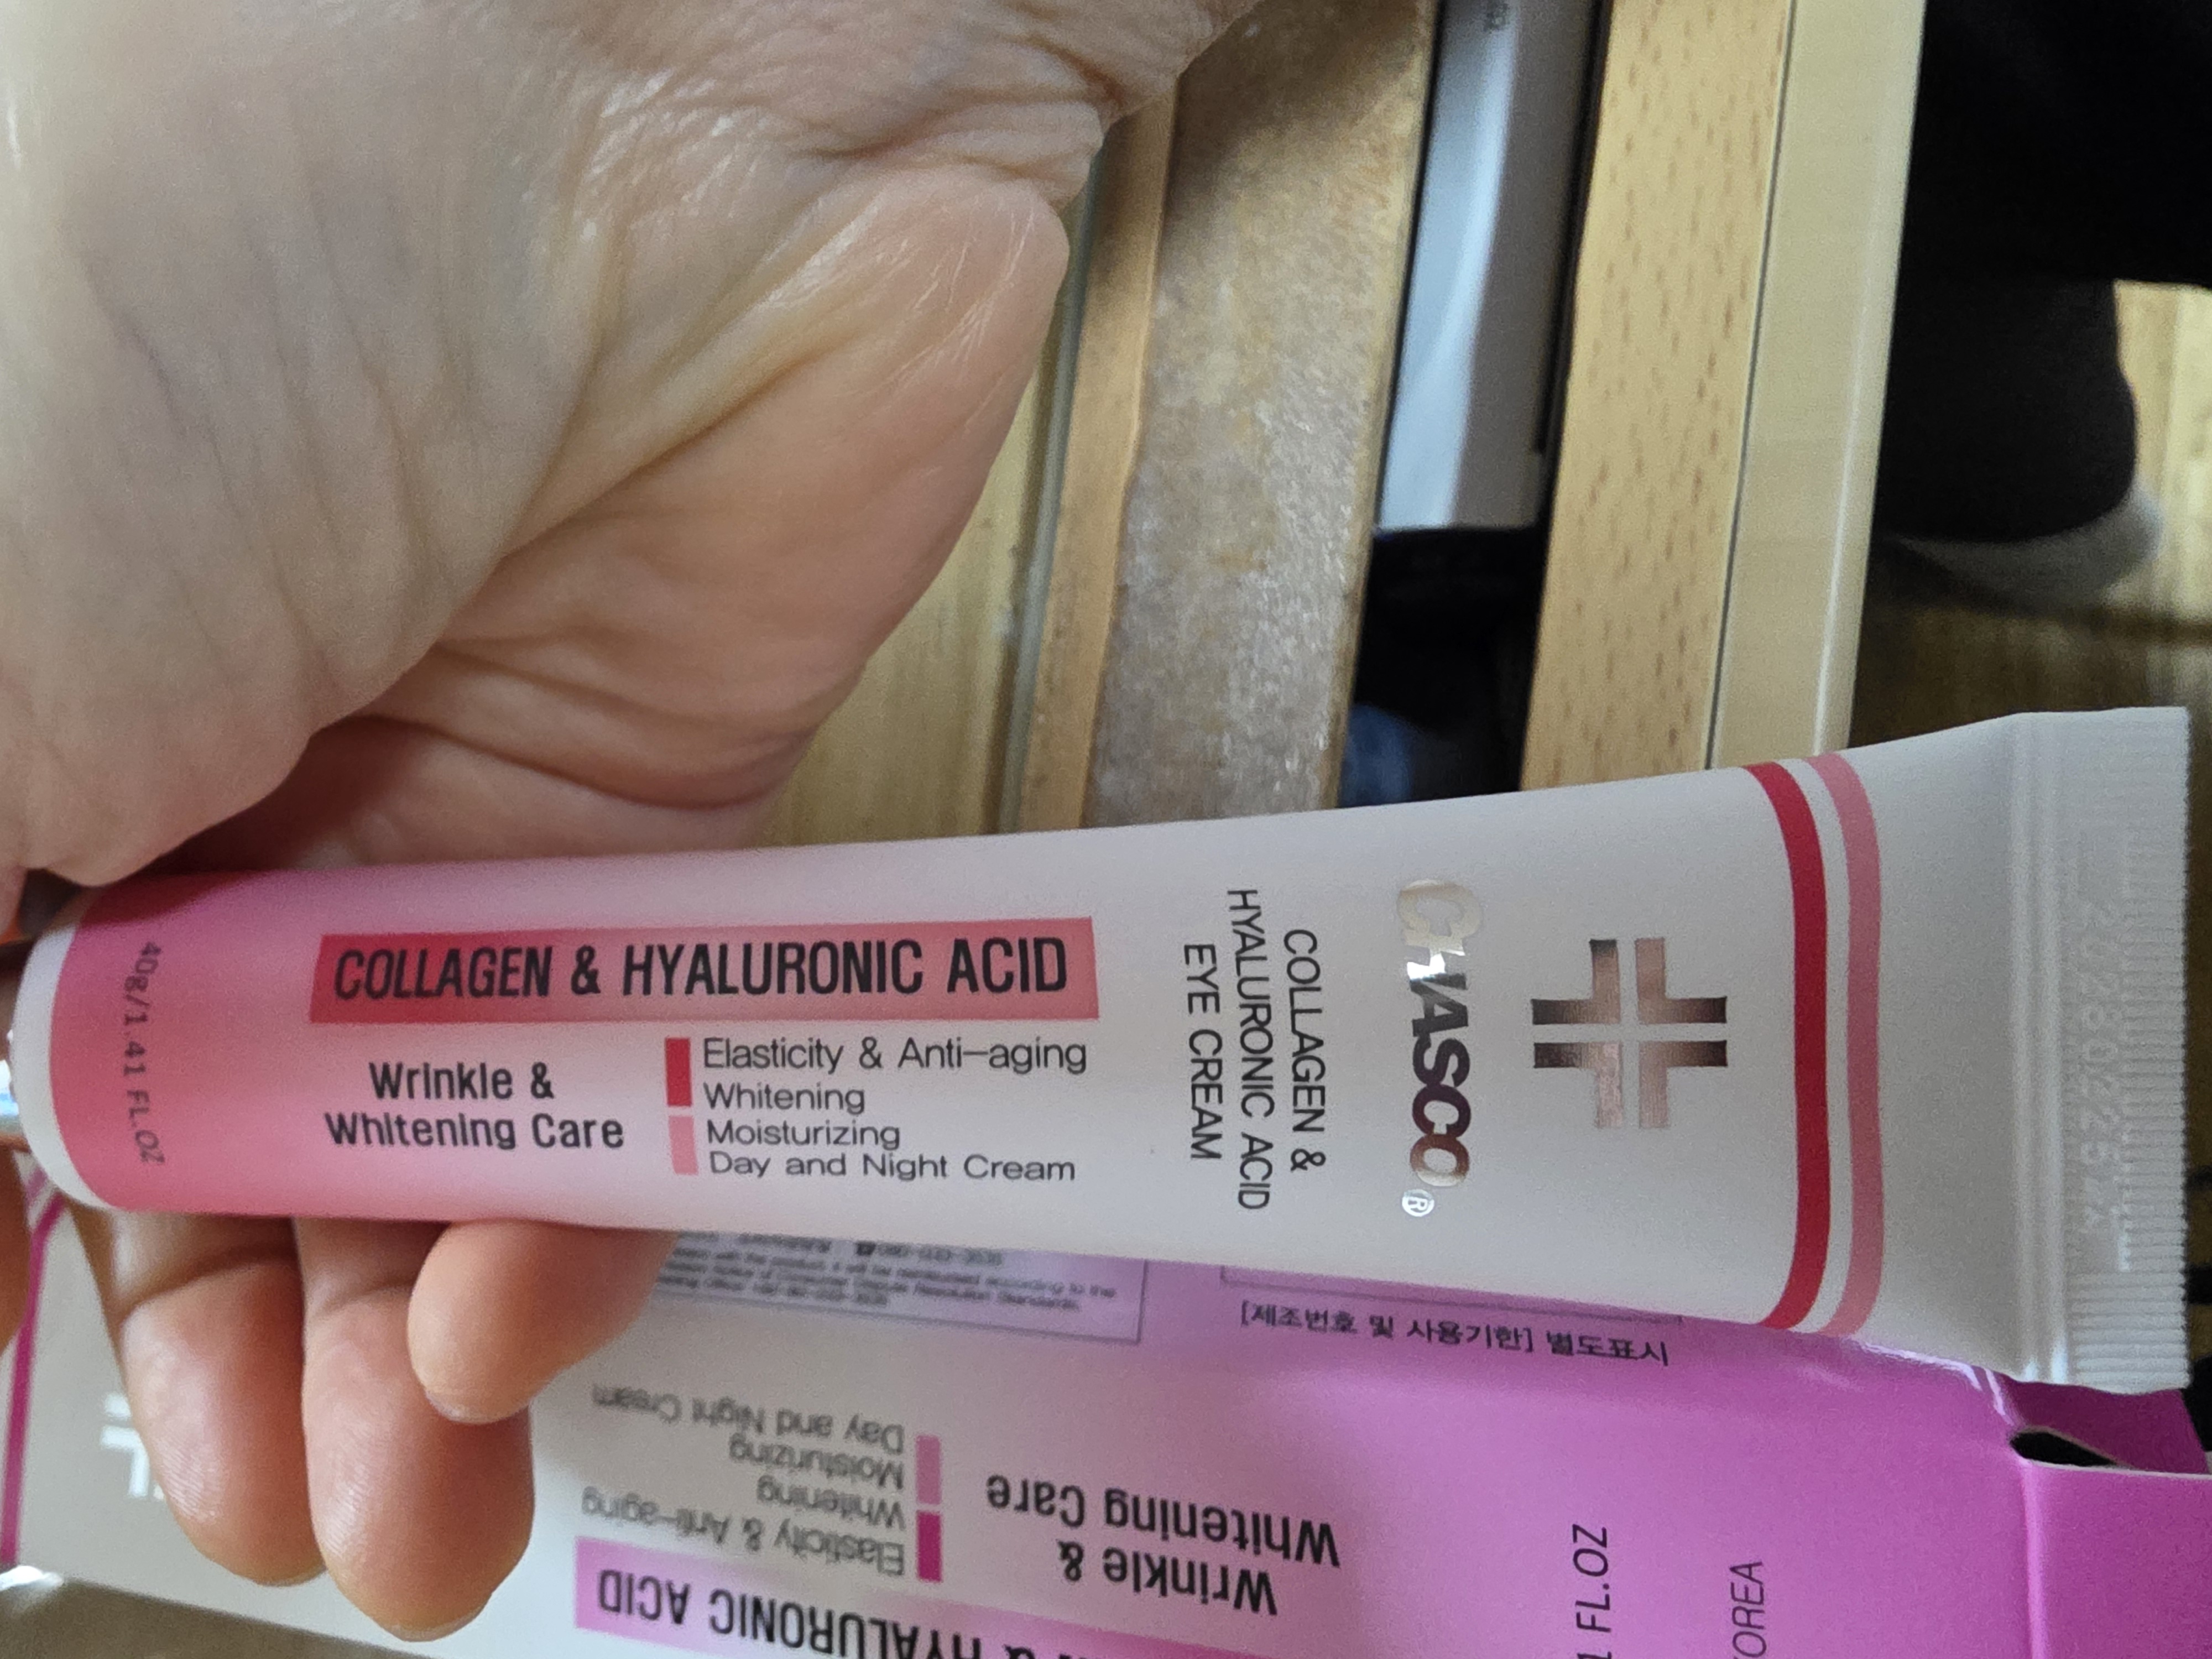 CHASCO®
COLLAGEN &
HYALURONIC ACID
EYE CREAM
COLLAGEN & HYALURONIC ACID
Wrinkle &
Whitening Care
Elasticity & Anti-aging
Whitening
Moisturizing
Day and Night Cream
40g/1.41 FL.OZ
[제조번호 및 사용기한] 별도표시
HYALURONIC ACID
Wrinkle &
Whitening Care
Elasticity & Anti-aging
Whitening
Moisturizing
Day and Night Cream
FL.OZ